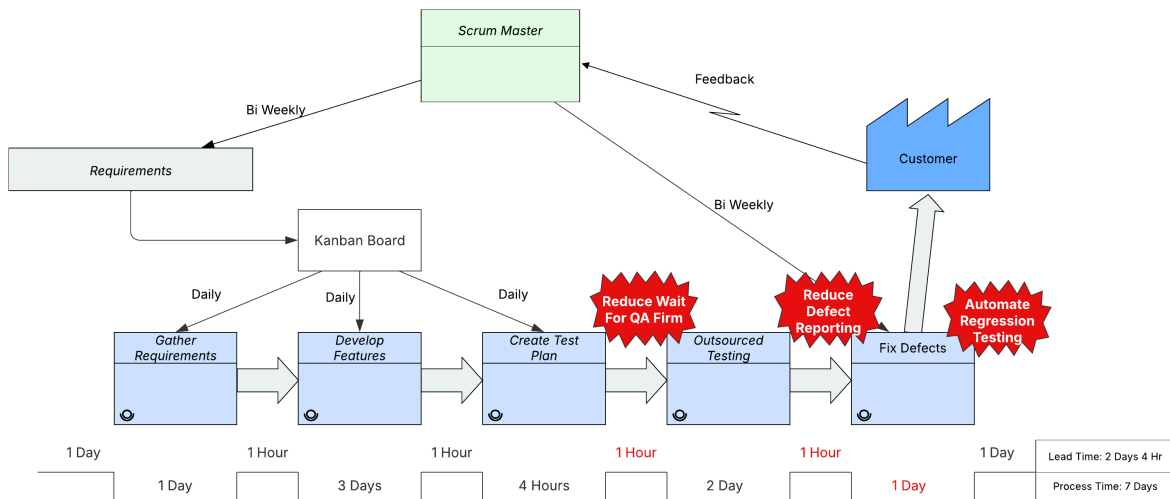 Scrum Master
Feedback
Bi Weekly
Customer
Requirements
Bi Weekly
Kanban Board
Daily
Daily
Daily
Reduce Wait
For QA Firm
Reduce
Defect
Reporting
Automate
Regression
Testing
Gather
Requirements
Develop
Features
Create Test
Plan
Outsourced
Testing
Fix Defects
1 Day
1 Hour
1 Hour
1 Hour
1 Hour
1 Day
Lead Time: 2 Days 4 Hr
1 Day
3 Days
4 Hours
2 Day
1 Day
Process Time: 7 Days